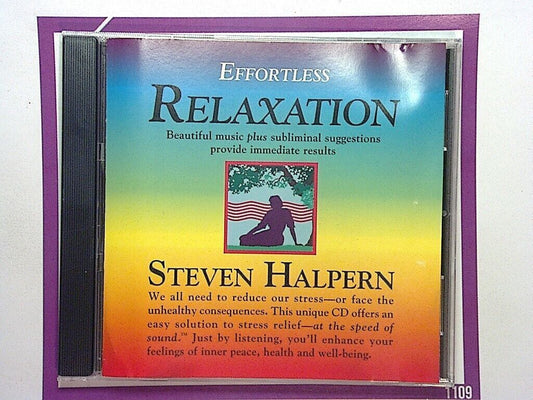 EFFORTLESS
RELAXATION
Beautiful music plus subliminal suggestions
provide immediate results
STEVEN HALPERN
We all need to reduce our stress—or face the
unhealthy consequences. This unique CD offers an
easy solution to stress relief—at the speed of
sound.™ Just by listening, you'll enhance your
feelings of inner peace, health and well-being.
1109